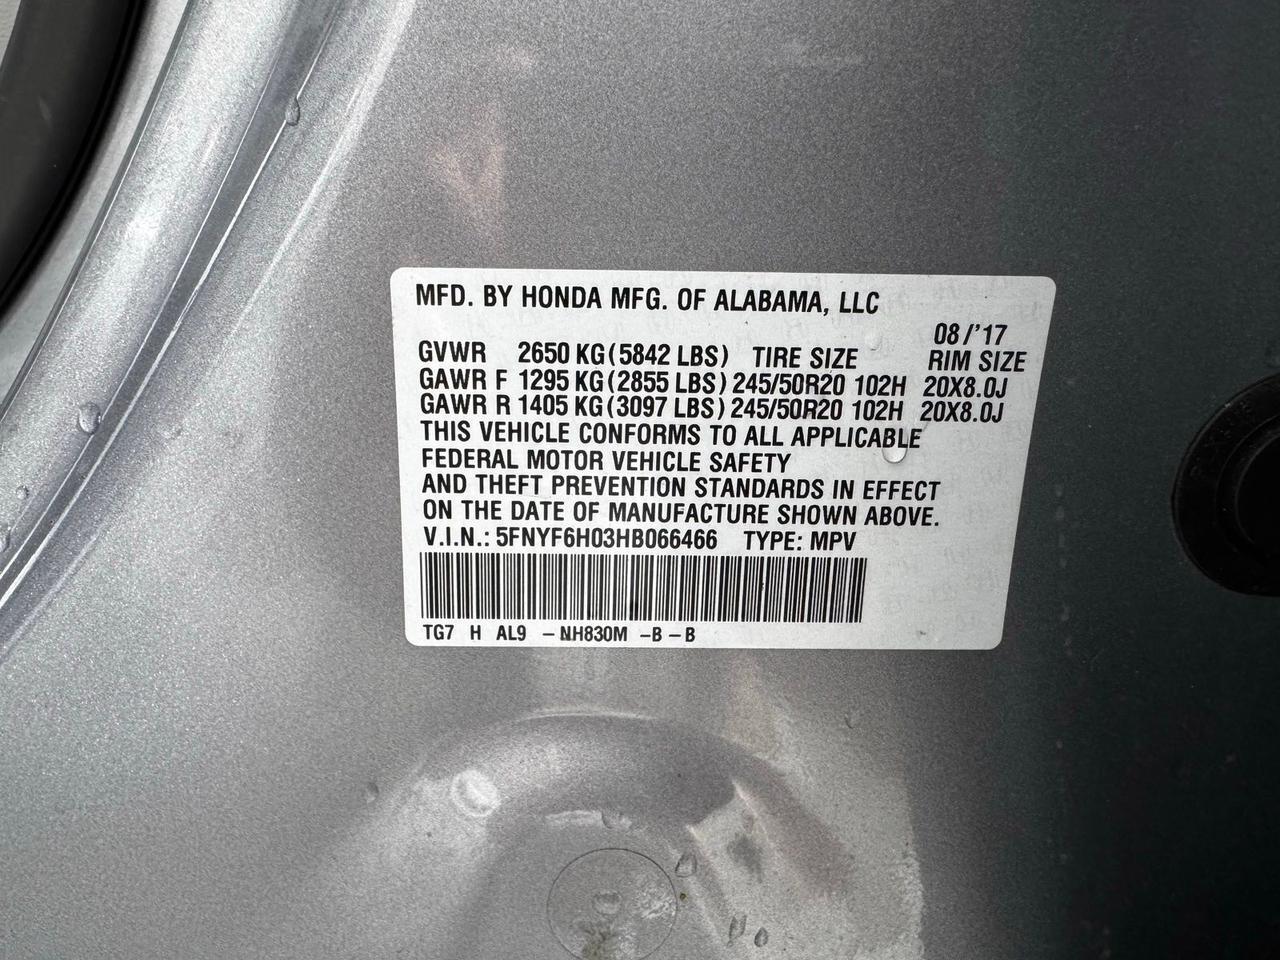 MFD. BY HONDA MFG. OF ALABAMA, LLC
08/'17
GVWR 2650 KG (5842 LBS) TIRE SIZE RIM SIZE
GAWR F 1295 KG (2855 LBS) 245/50R20 102H 20X8.0J
GAWR R 1405 KG (3097 LBS) 245/50R20 102H 20X8.0J
THIS VEHICLE CONFORMS TO ALL APPLICABLE
FEDERAL MOTOR VEHICLE SAFETY
AND THEFT PREVENTION STANDARDS IN EFFECT
ON THE DATE OF MANUFACTURE SHOWN ABOVE.
V.I.N.: 5FNYF6H03HB066466 TYPE: MPV
TG7 H AL9 -NH830M -B-B